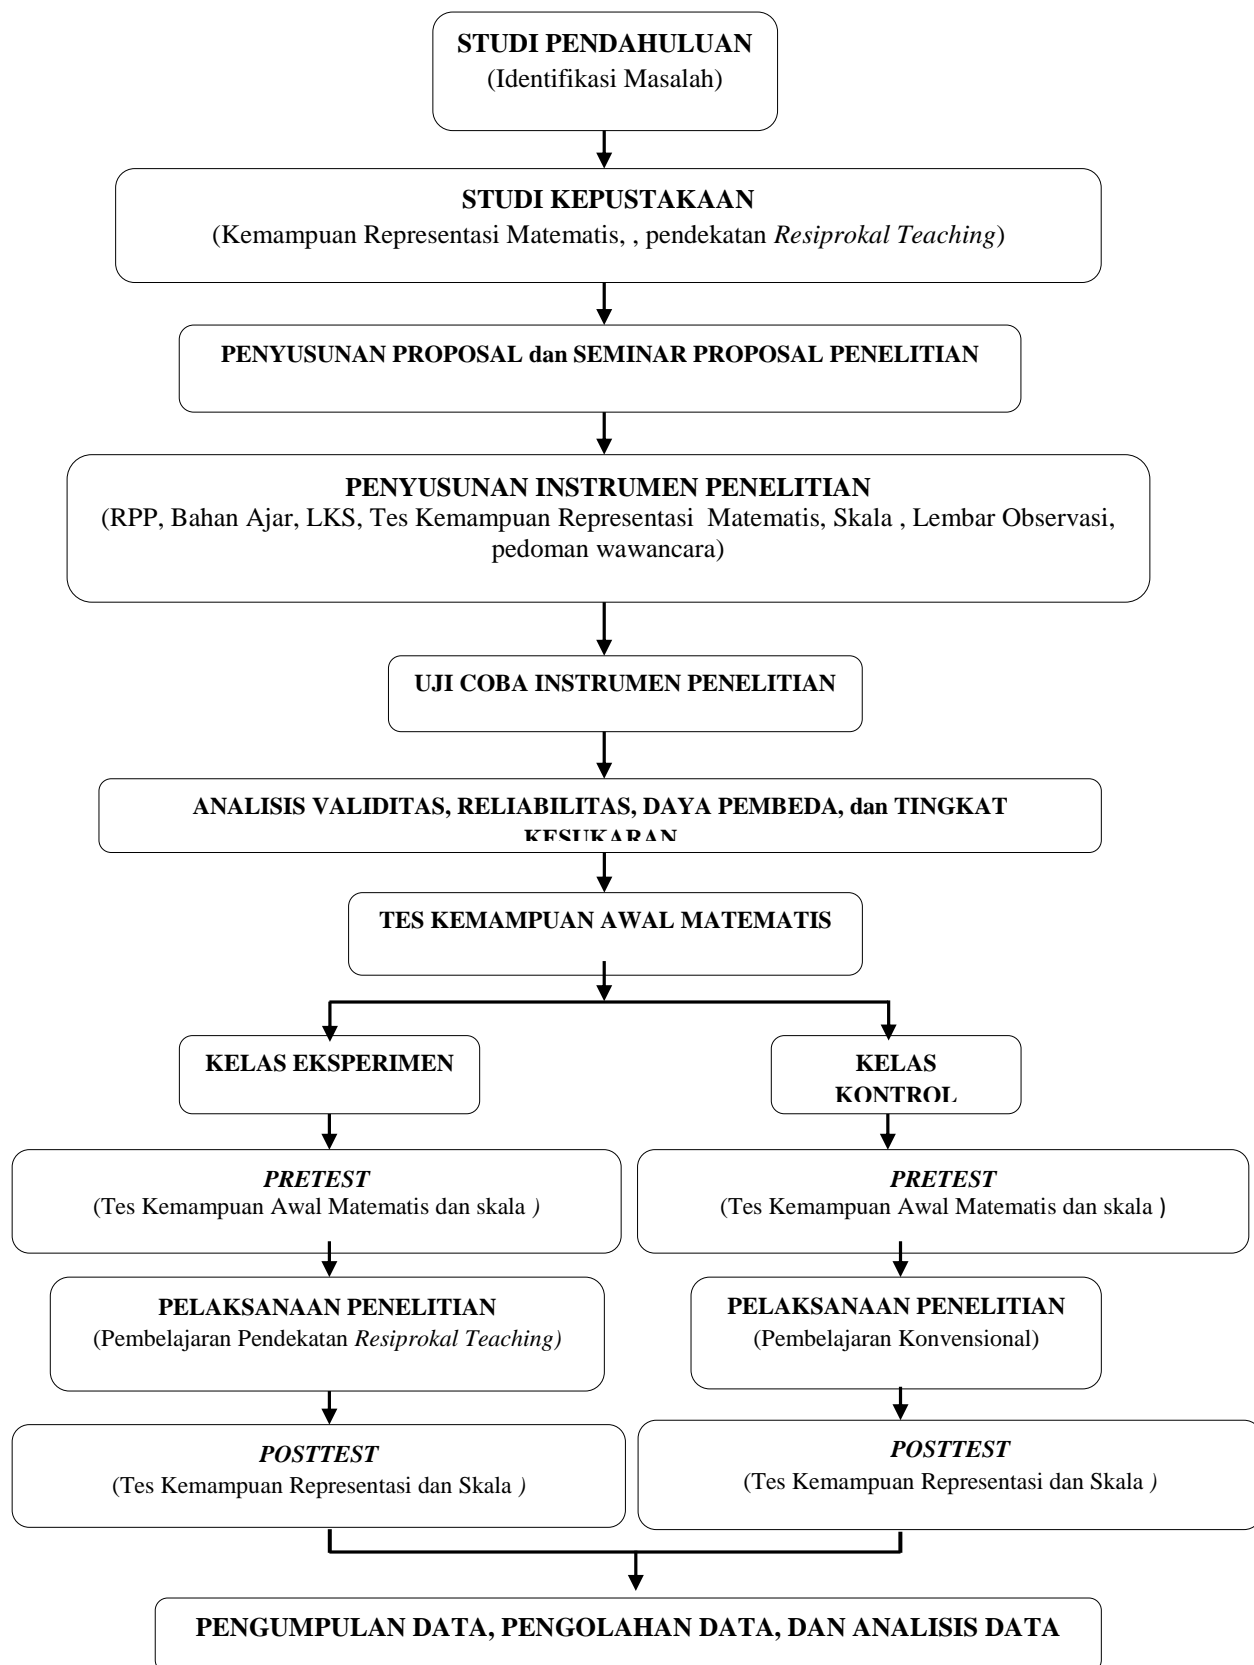 STUDI PENDAHULUAN
(Identifikasi Masalah)
STUDI KEPUSTAKAAN
(Kemampuan Representasi Matematis, , pendekatan Resiprokal Teaching)
PENYUSUNAN PROPOSAL dan SEMINAR PROPOSAL PENELITIAN
PENYUSUNAN INSTRUMEN PENELITIAN
(RPP, Bahan Ajar, LKS, Tes Kemampuan Representasi Matematis, Skala , Lembar Observasi,
pedoman wawancara)
UJI COBA INSTRUMEN PENELITIAN
ANALISIS VALIDITAS, RELIABILITAS, DAYA PEMBEDA, dan TINGKAT
KESUKARAN
TES KEMAMPUAN AWAL MATEMATIS
KELAS EKSPERIMEN
KELAS
KONTROL
PRETEST
(Tes Kemampuan Awal Matematis dan skala )
PRETEST
(Tes Kemampuan Awal Matematis dan skala )
PELAKSANAAN PENELITIAN
(Pembelajaran Pendekatan Resiprokal Teaching)
PELAKSANAAN PENELITIAN
(Pembelajaran Konvensional)
POSTTEST
(Tes Kemampuan Representasi dan Skala )
POSTTEST
(Tes Kemampuan Representasi dan Skala )
PENGUMPULAN DATA, PENGOLAHAN DATA, DAN ANALISIS DATA